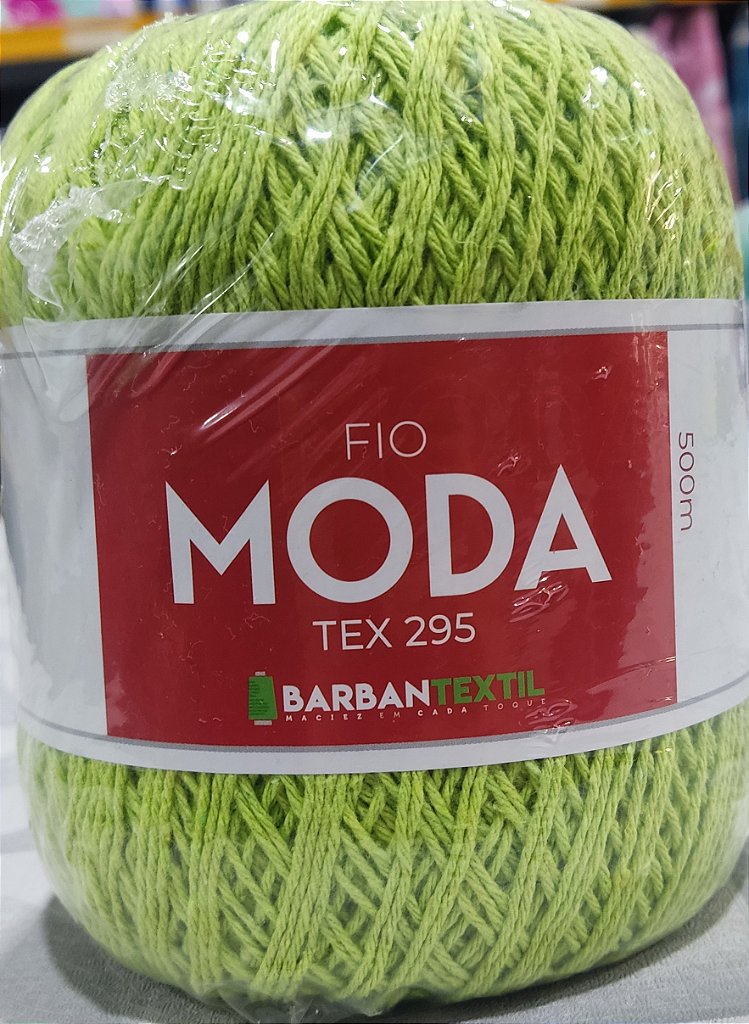 FIO
MODA
TEX 295
BARBANTEXTIL
MACIEZ EM CADA TOQUE
500m